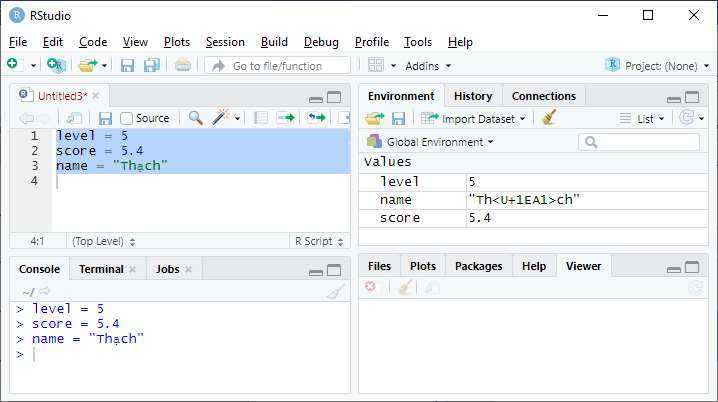 RStudio
File Edit Code View Plots Session Build Debug Profile Tools Help
Go to file/function Addins Project: (None)
Untitled3*
Source
1 level = 5
2 score = 5.4
3 name = "Thạch"
4
4:1 (Top Level) R Script
Console Terminal Jobs
~/
> level = 5
> score = 5.4
> name = "Thạch"
>
Environment History Connections
Import Dataset List
Global Environment
Values
level 5
name "Th<U+1EA1>ch"
score 5.4
Files Plots Packages Help Viewer